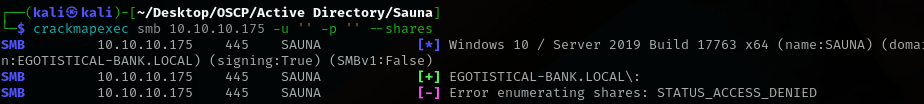 ┌──(kali㉿kali)-[~/Desktop/OSCP/Active Directory/Sauna]
└─$ crackmapexec smb 10.10.10.175 -u '' -p '' --shares
SMB 10.10.10.175 445 SAUNA [*] Windows 10 / Server 2019 Build 17763 x64 (name:SAUNA) (domai
n:EGOTISTICAL-BANK.LOCAL) (signing:True) (SMBv1:False)
SMB 10.10.10.175 445 SAUNA [+] EGOTISTICAL-BANK.LOCAL\:
SMB 10.10.10.175 445 SAUNA [-] Error enumerating shares: STATUS_ACCESS_DENIED